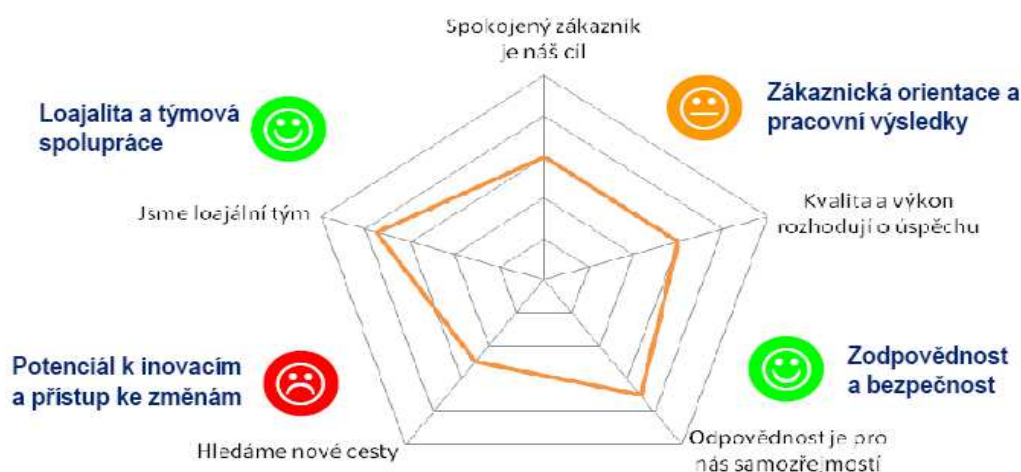 Spokojený zákazník
je náš cíl
Loajalita a týmová
spolupráce
Zákaznická orientace a
pracovní výsledky
Jsme loajální tým
Kvalita a výkon
rozhodují o úspěchu
Potenciál k inovacím
a přístup ke změnám
Zodpovědnost
a bezpečnost
Hledáme nové cesty
Odpovědnost je pro
nás samozřejmostí